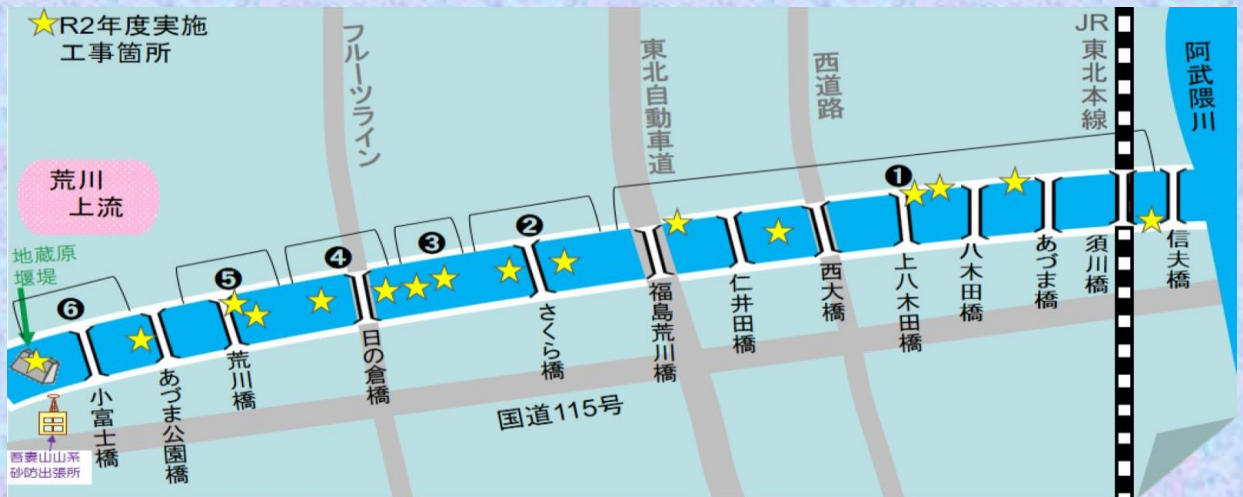 R2年度実施
工事箇所
フルーツライン
東北自動車道
西道路
JR
東北本線
阿武隈川
荒川
上流
地蔵原
堰堤
❶
❷
❸
❹
❺
❻
小富士橋
あづま公園橋
荒川橋
日の倉橋
さくら橋
福島荒川橋
仁井田橋
西大橋
上八木田橋
八木田橋
あづま橋
須川橋
信夫橋
国道115号
吾妻山山系
砂防出張所